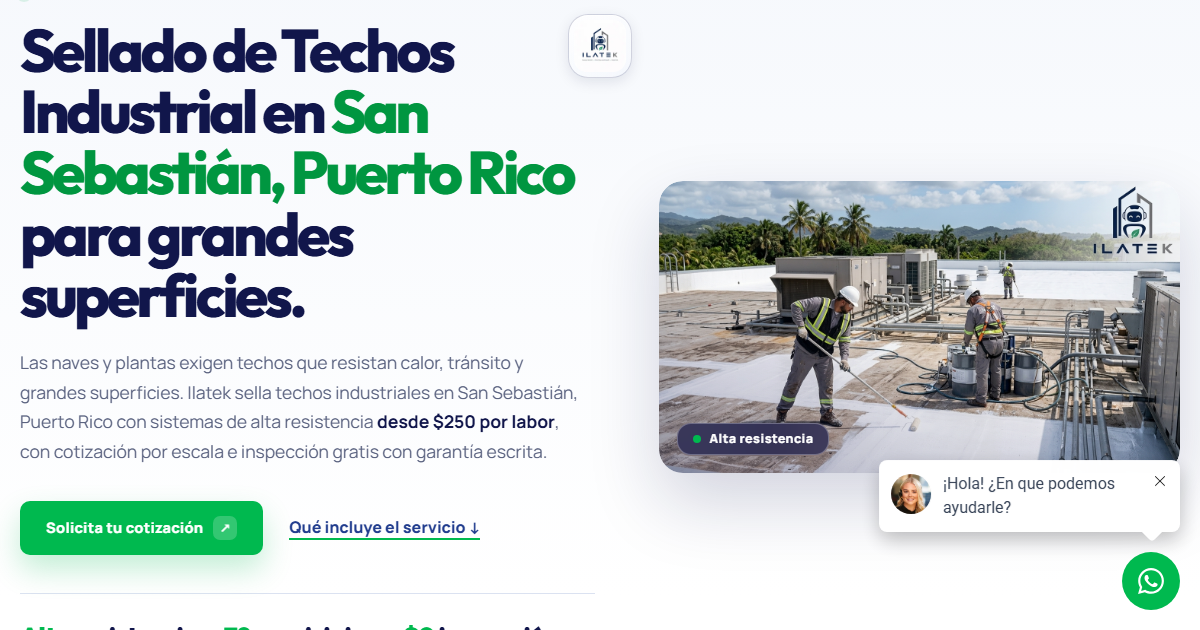 Sellado de Techos
Industrial en San
Sebastián, Puerto Rico
para grandes
superficies.
ILATEK
Las naves y plantas exigen techos que resistan calor, tránsito y
grandes superficies. Ilatek sella techos industriales en San Sebastián,
Puerto Rico con sistemas de alta resistencia desde $250 por labor,
con cotización por escala e inspección gratis con garantía escrita.
Solicita tu cotización ↗
Qué incluye el servicio ↓
ILATEK
Alta resistencia
¡Hola! ¿En que podemos
ayudarle?